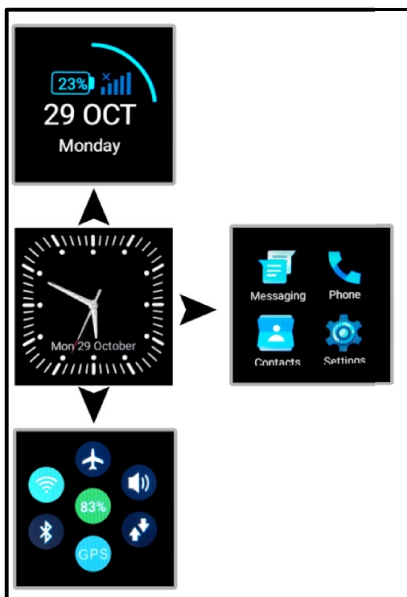 23%
29 OCT
Monday
Mon 29 October
Messaging Phone
Contacts Settings
83%
GPS